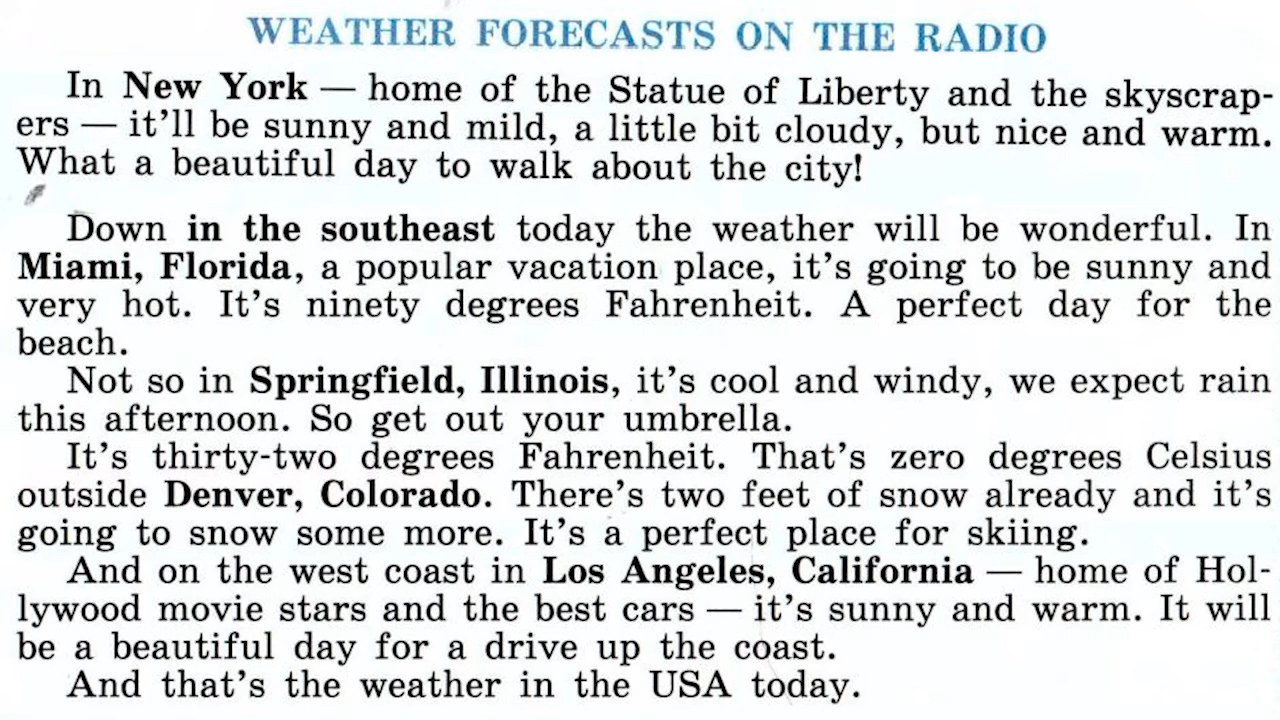 WEATHER FORECASTS ON THE RADIO
In New York — home of the Statue of Liberty and the skyscrap-
ers — it'll be sunny and mild, a little bit cloudy, but nice and warm.
What a beautiful day to walk about the city!
Down in the southeast today the weather will be wonderful. In
Miami, Florida, a popular vacation place, it's going to be sunny and
very hot. It's ninety degrees Fahrenheit. A perfect day for the
beach.
Not so in Springfield, Illinois, it's cool and windy, we expect rain
this afternoon. So get out your umbrella.
It's thirty-two degrees Fahrenheit. That's zero degrees Celsius
outside Denver, Colorado. There's two feet of snow already and it's
going to snow some more. It's a perfect place for skiing.
And on the west coast in Los Angeles, California — home of Hol-
lywood movie stars and the best cars — it's sunny and warm. It will
be a beautiful day for a drive up the coast.
And that's the weather in the USA today.